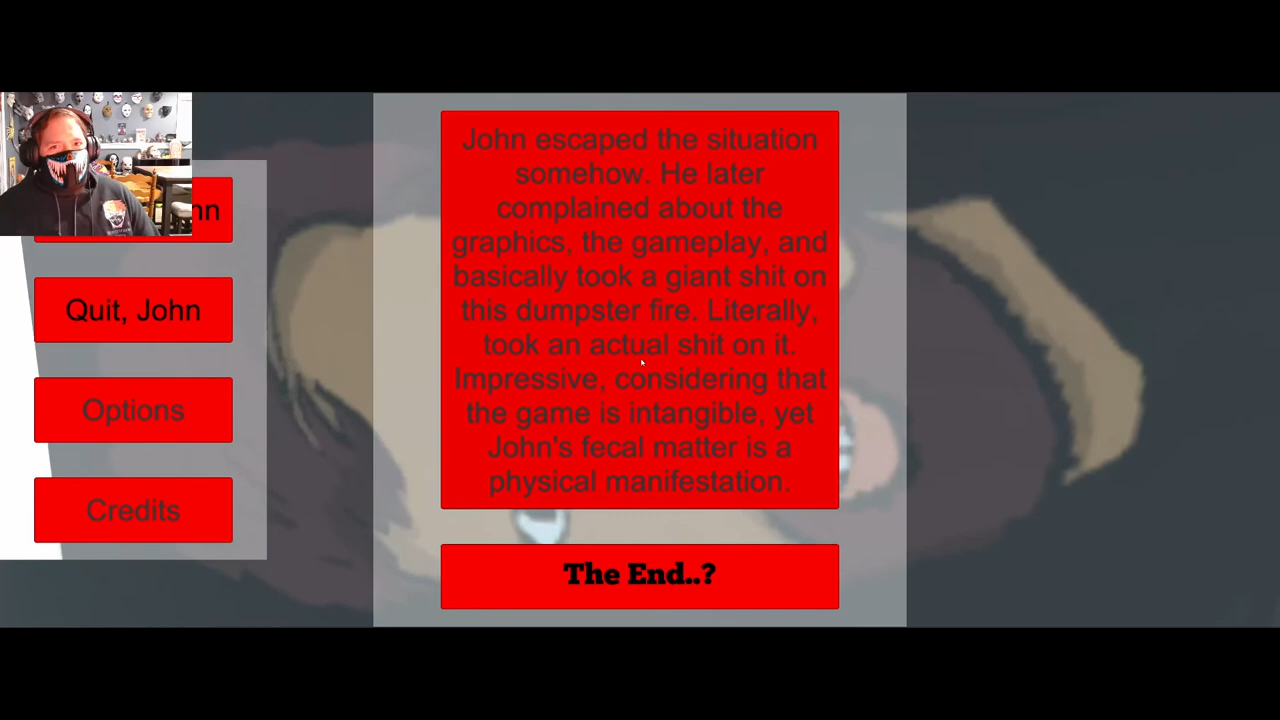 John escaped the situation
somehow. He later
complained about the
graphics, the gameplay, and
basically took a giant shit on
this dumpster fire. Literally,
took an actual shit on it.
Impressive, considering that
the game is intangible, yet
John's fecal matter is a
physical manifestation.
The End..?
nn
Quit, John
Options
Credits